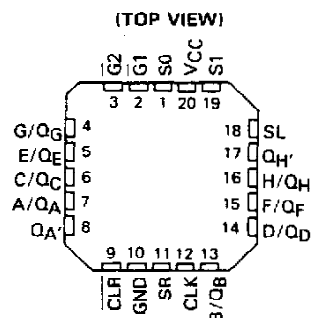 (TOP VIEW)
G2 G1 S0 VCC S1
3 2 1 20 19
G/QG 4
E/QE 5
C/QC 6
A/QA 7
QA' 8
18 SL
17 QH'
16 H/QH
15 F/QF
14 D/QD
9 10 11 12 13
CLR GND SR CLK B/QB